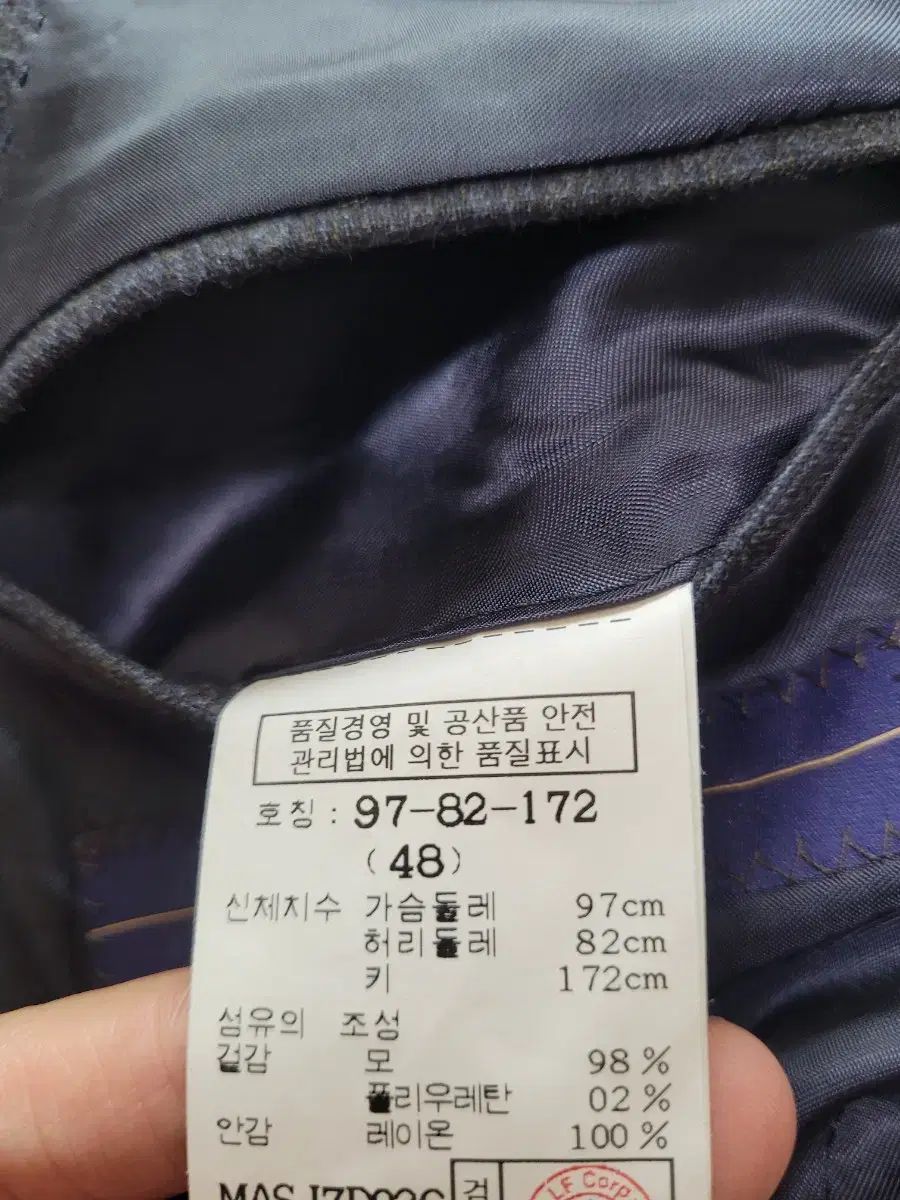 품질경영 및 공산품 안전
관리법에 의한 품질표시
호칭 : 97-82-172
(48)
신체치수 가슴둘레 97cm
허리둘레 82cm
키 172cm
섬유의 조성
겉감 모 98 %
폴리우레탄 02 %
안감 레이온 100 %
검
LF Corp